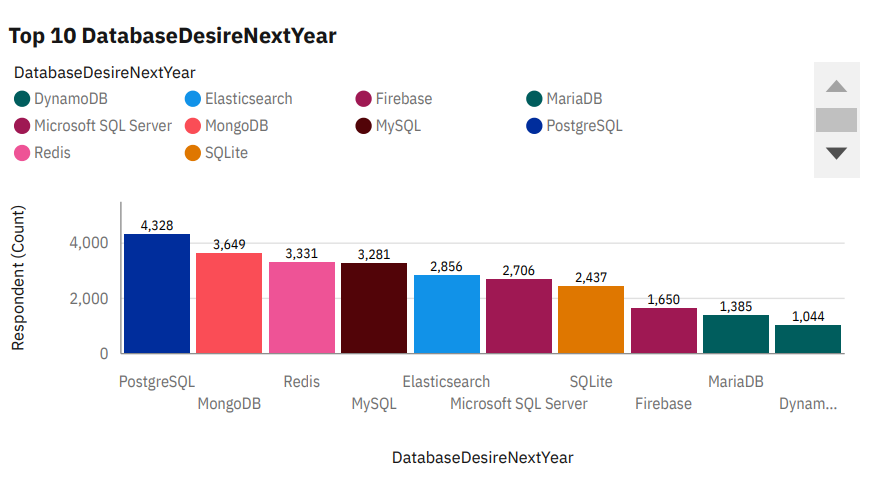 Top 10 DatabaseDesireNextYear
DatabaseDesireNextYear
DynamoDB Elasticsearch Firebase MariaDB
Microsoft SQL Server MongoDB MySQL PostgreSQL
Redis SQLite
Respondent (Count)
4,000
2,000
0
4,328 3,649 3,331 3,281 2,856 2,706 2,437 1,650 1,385 1,044
PostgreSQL Redis Elasticsearch SQLite MariaDB
MongoDB MySQL Microsoft SQL Server Firebase Dynam...
DatabaseDesireNextYear